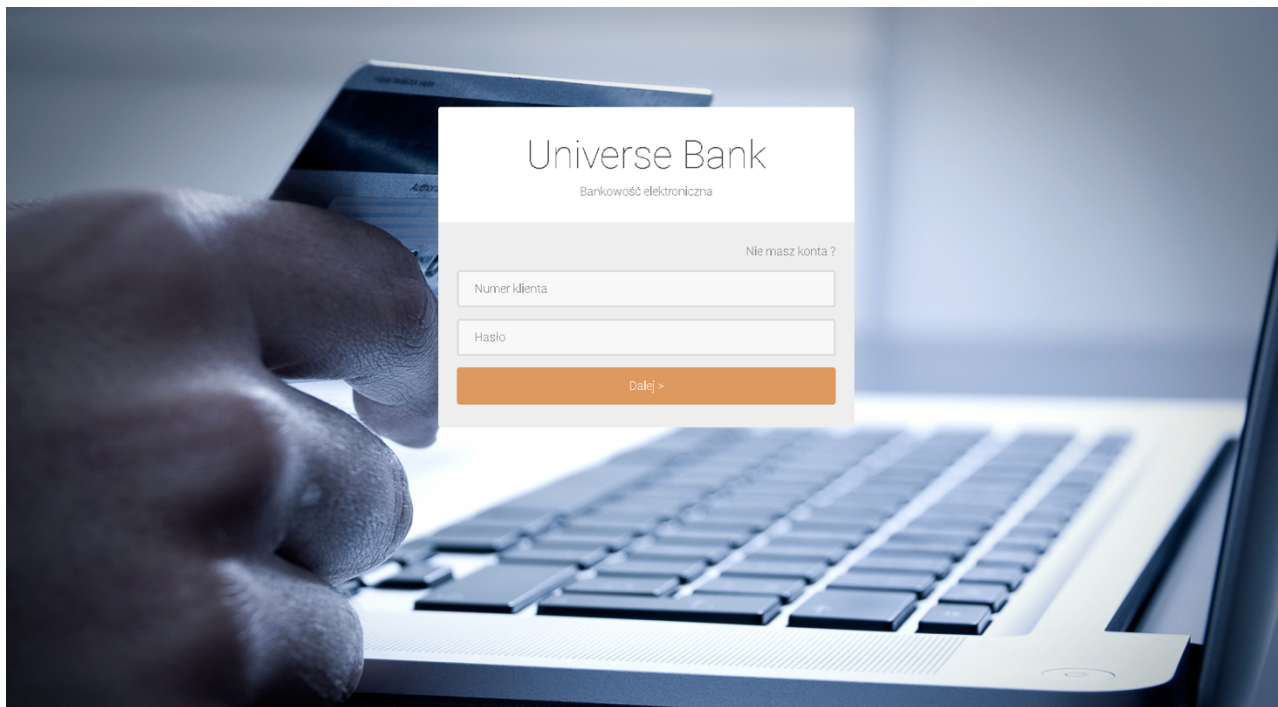 Universe Bank
Bankowość elektroniczna
Nie masz konta ?
Numer klienta
Hasło
Dalej >